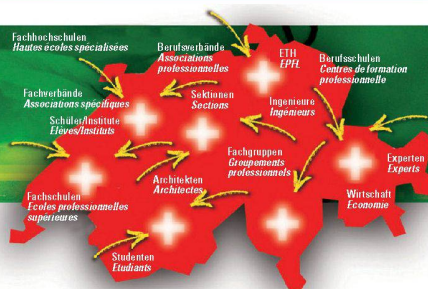 Fachhochschulen
Hautes écoles spécialisées
Berufsverbände
Associations
professionnelles
ETH
EPFL
Berufsschulen
Centres de formation
professionnelle
Fachverbände
Associations spécifiques
Sektionen
Sections
Ingenieure
Ingénieurs
Schüler/Institute
Elèves/Instituts
Fachgruppen
Groupements
professionnels
Experten
Experts
Architekten
Architectes
Fachschulen
Ecoles professionnelles
supérieures
Wirtschaft
Economie
Studenten
Etudiants